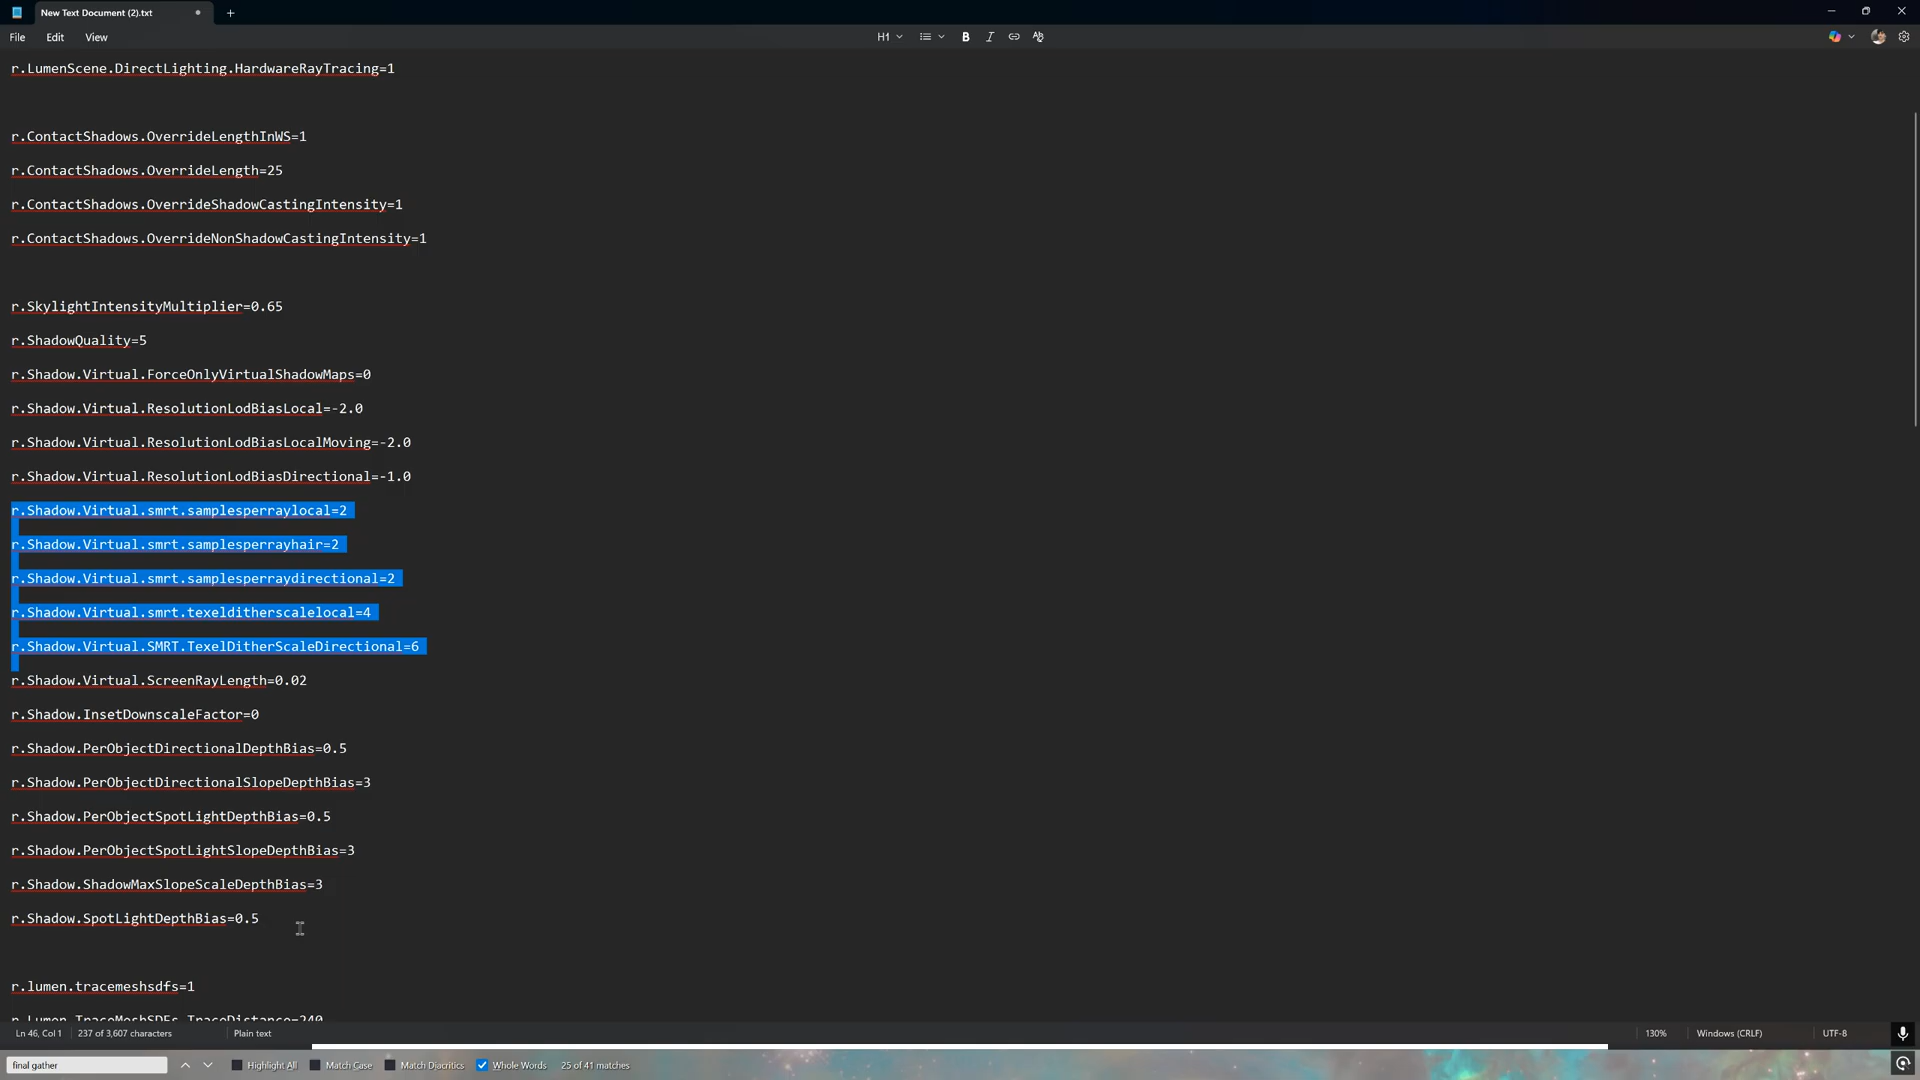 New Text Document (2).txt
File Edit View
H1
B I
r.LumenScene.DirectLighting.HardwareRayTracing=1
r.ContactShadows.OverrideLengthInWS=1
r.ContactShadows.OverrideLength=25
r.ContactShadows.OverrideShadowCastingIntensity=1
r.ContactShadows.OverrideNonShadowCastingIntensity=1
r.SkylightIntensityMultiplier=0.65
r.ShadowQuality=5
r.Shadow.Virtual.ForceOnlyVirtualShadowMaps=0
r.Shadow.Virtual.ResolutionLodBiasLocal=-2.0
r.Shadow.Virtual.ResolutionLodBiasLocalMoving=-2.0
r.Shadow.Virtual.ResolutionLodBiasDirectional=-1.0
r.Shadow.Virtual.smrt.samplesperraylocal=2
r.Shadow.Virtual.smrt.samplesperrayhair=2
r.Shadow.Virtual.smrt.samplesperraydirectional=2
r.Shadow.Virtual.smrt.texelditherscalelocal=4
r.Shadow.Virtual.SMRT.TexelDitherScaleDirectional=6
r.Shadow.Virtual.ScreenRayLength=0.02
r.Shadow.InsetDownscaleFactor=0
r.Shadow.PerObjectDirectionalDepthBias=0.5
r.Shadow.PerObjectDirectionalSlopeDepthBias=3
r.Shadow.PerObjectSpotLightDepthBias=0.5
r.Shadow.PerObjectSpotLightSlopeDepthBias=3
r.Shadow.ShadowMaxSlopeScaleDepthBias=3
r.Shadow.SpotLightDepthBias=0.5
r.lumen.tracemeshsdfs=1
r.Lumen.TraceMeshSDFs.TraceDistance=240
Ln 46, Col 1 237 of 3,607 characters Plain text 130% Windows (CRLF) UTF-8
final gather Highlight All Match Case Match Diacritics Whole Words 25 of 41 matches